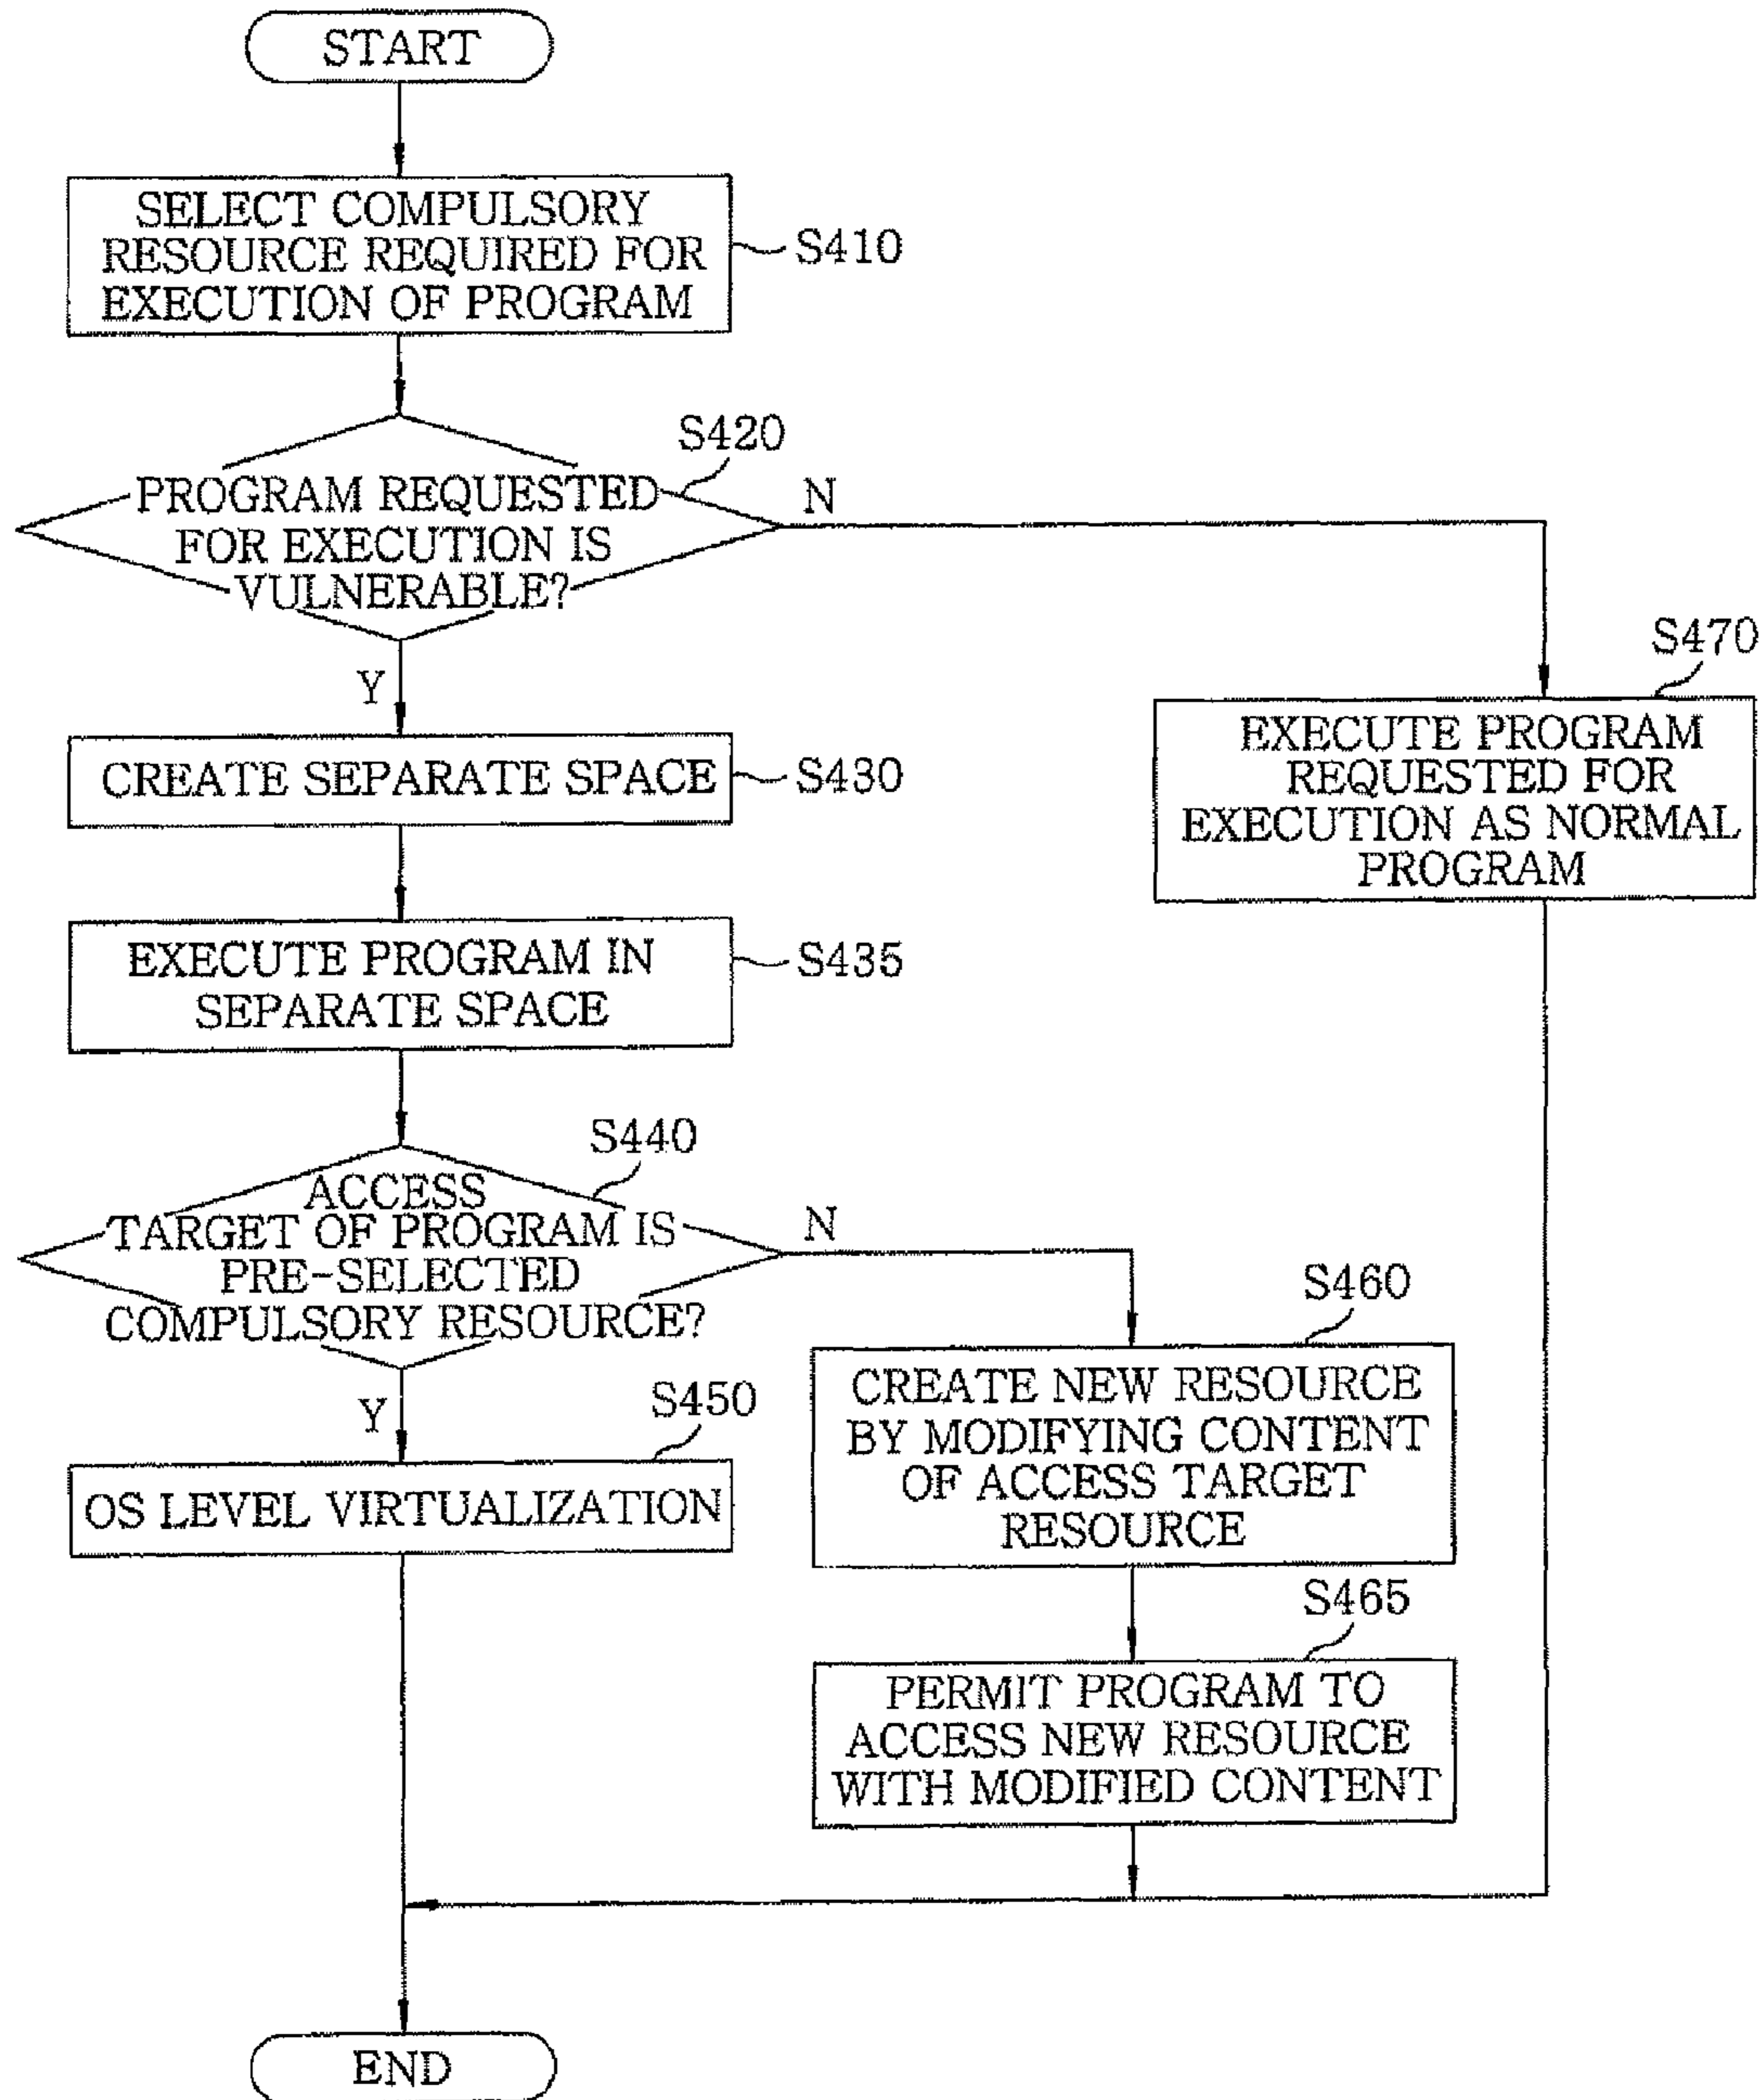 START
SELECT COMPULSORY
RESOURCE REQUIRED FOR
EXECUTION OF PROGRAM
S410
S420
PROGRAM REQUESTED
FOR EXECUTION IS
VULNERABLE?
N
Y
S470
EXECUTE PROGRAM
REQUESTED FOR
EXECUTION AS NORMAL
PROGRAM
CREATE SEPARATE SPACE
S430
EXECUTE PROGRAM IN
SEPARATE SPACE
S435
S440
ACCESS
TARGET OF PROGRAM IS
PRE-SELECTED
COMPULSORY RESOURCE?
N
Y
S450
OS LEVEL VIRTUALIZATION
S460
CREATE NEW RESOURCE
BY MODIFYING CONTENT
OF ACCESS TARGET
RESOURCE
S465
PERMIT PROGRAM TO
ACCESS NEW RESOURCE
WITH MODIFIED CONTENT
END